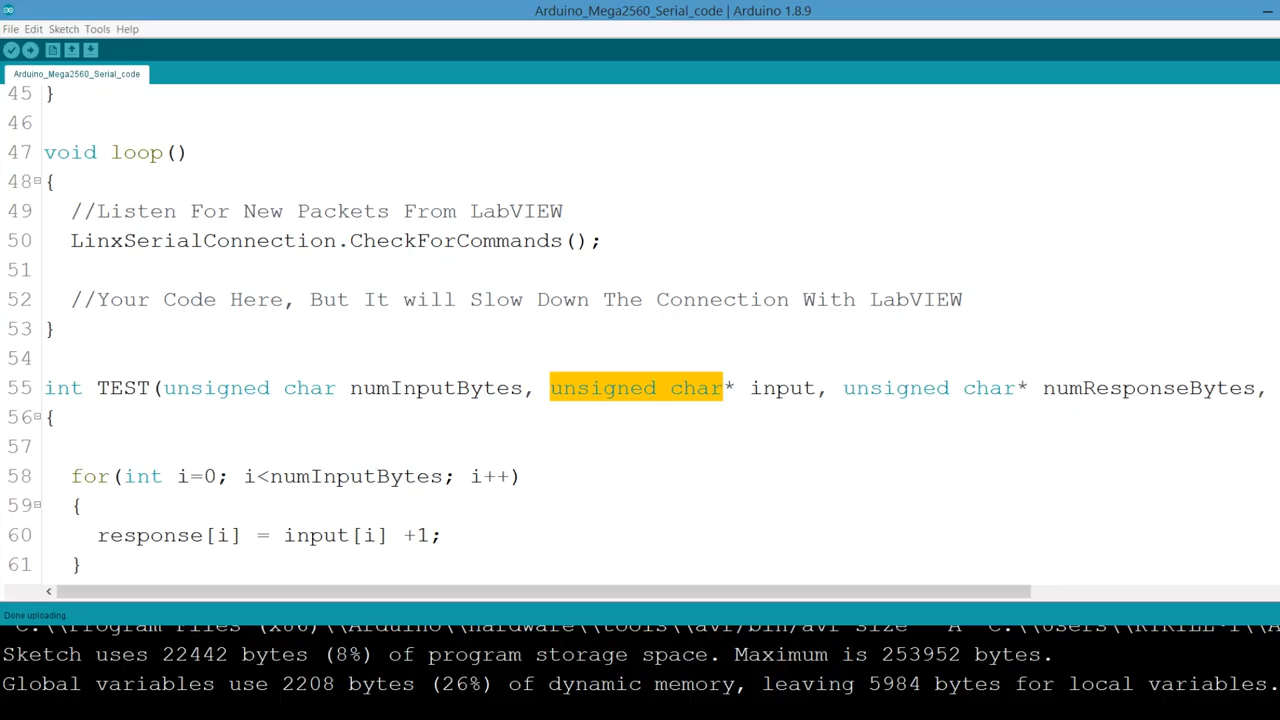 Arduino_Mega2560_Serial_code | Arduino 1.8.9
File Edit Sketch Tools Help
Arduino_Mega2560_Serial_code
45 }
46
47 void loop()
48 {
49 //Listen For New Packets From LabVIEW
50 LinxSerialConnection.CheckForCommands();
51
52 //Your Code Here, But It will Slow Down The Connection With LabVIEW
53 }
54
55 int TEST(unsigned char numInputBytes, unsigned char* input, unsigned char* numResponseBytes,
56 {
57
58 for(int i=0; i<numInputBytes; i++)
59 {
60 response[i] = input[i] +1;
61 }
Done uploading.
Sketch uses 22442 bytes (8%) of program storage space. Maximum is 253952 bytes.
Global variables use 2208 bytes (26%) of dynamic memory, leaving 5984 bytes for local variables.